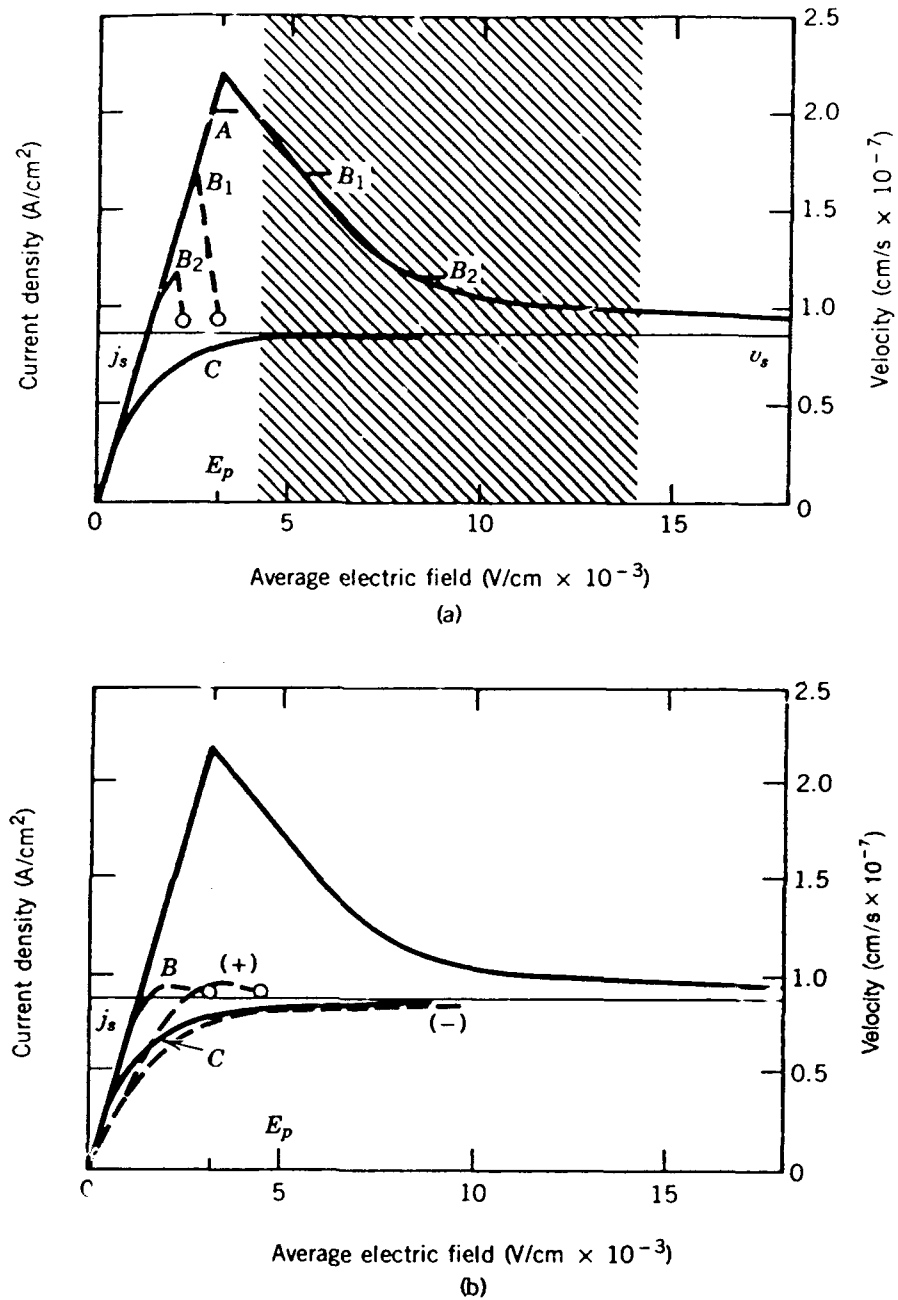 2.5
2.0
1.5
1.0
0.5
0
Current density (A/cm²)
Velocity (cm/s × 10⁻⁷)
A
B₁
B₂
B₁
B₂
jₛ
C
vₛ
Eₚ
0
5
10
15
Average electric field (V/cm × 10⁻³)
(a)
2.5
2.0
1.5
1.0
0.5
0
Current density (A/cm²)
Velocity (cm/s × 10⁻⁷)
B
(+)
jₛ
C
(−)
Eₚ
0
5
10
15
Average electric field (V/cm × 10⁻³)
(b)